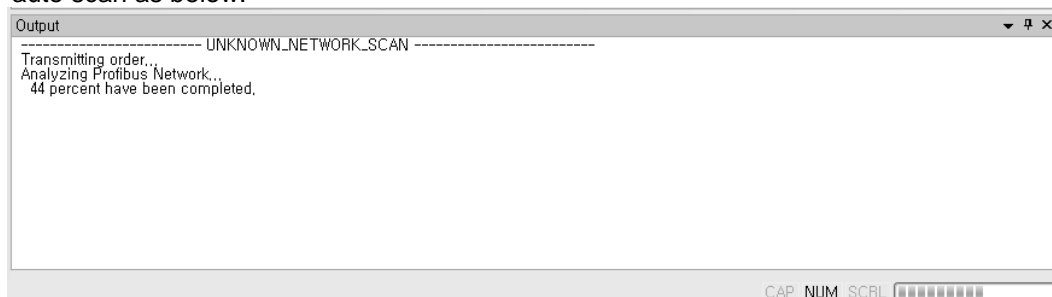 auto scan as below.
Output
------------------------- UNKNOWN_NETWORK_SCAN -------------------------
Transmitting order...
Analyzing Profibus Network...
44 percent have been completed.
CAP NUM SCRL